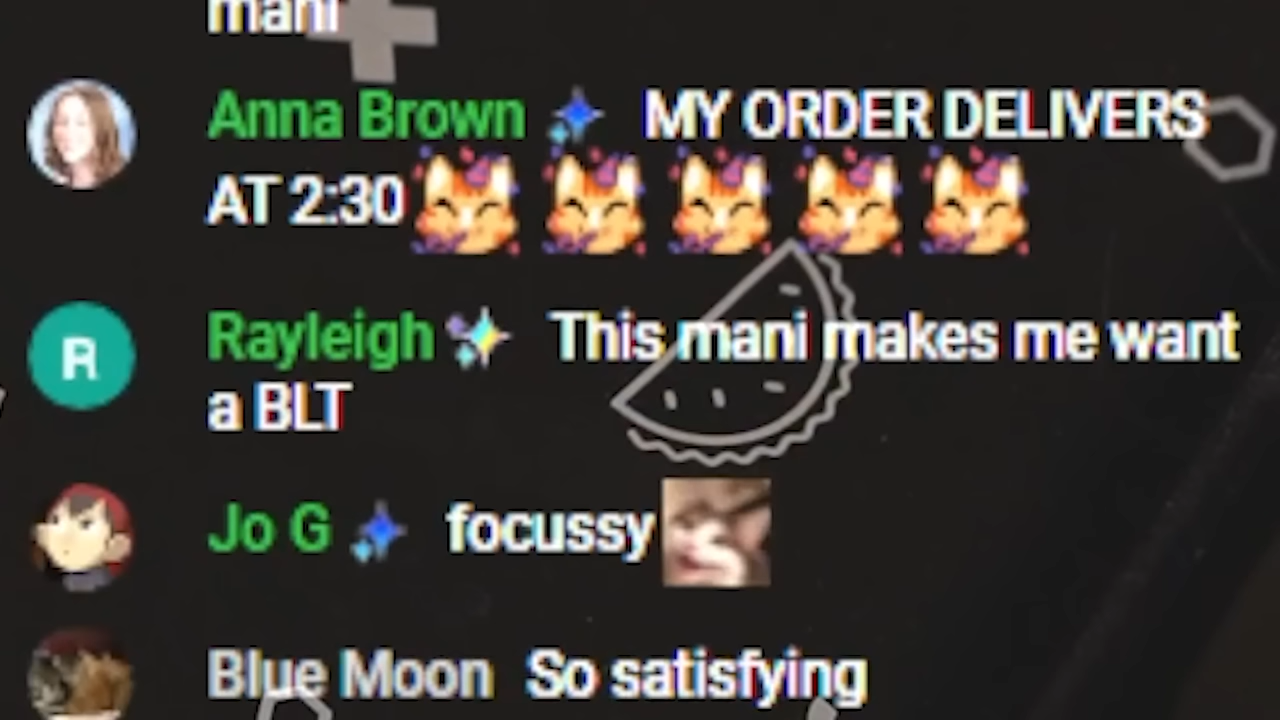 mani
Anna Brown MY ORDER DELIVERS
AT 2:30
R
Rayleigh This mani makes me want
a BLT
Jo G focussy
Blue Moon So satisfying